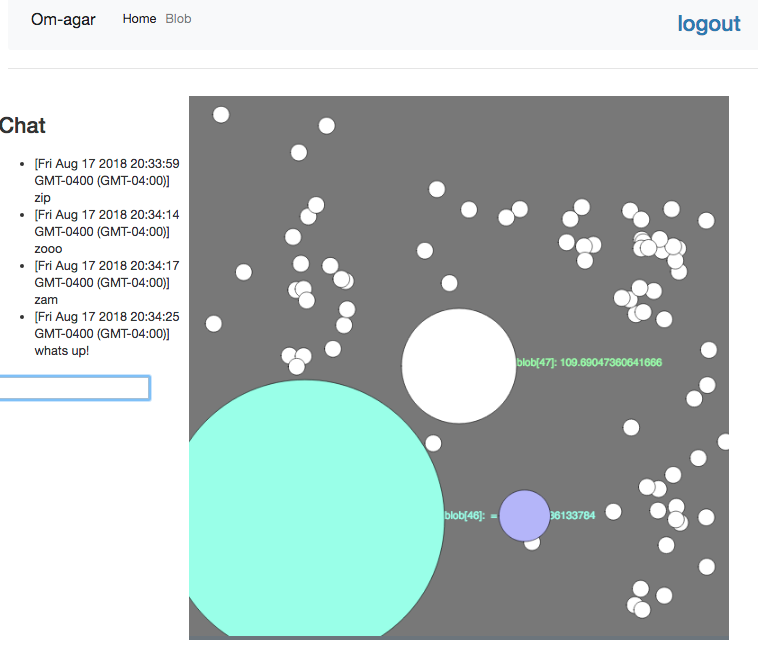 Om-agar Home Blob logout
Chat
[Fri Aug 17 2018 20:33:59
GMT-0400 (GMT-04:00)]
zip
[Fri Aug 17 2018 20:34:14
GMT-0400 (GMT-04:00)]
zooo
[Fri Aug 17 2018 20:34:17
GMT-0400 (GMT-04:00)]
zam
[Fri Aug 17 2018 20:34:25
GMT-0400 (GMT-04:00)]
whats up!
blob[47]: 109.69047360641666
blob[46]: =